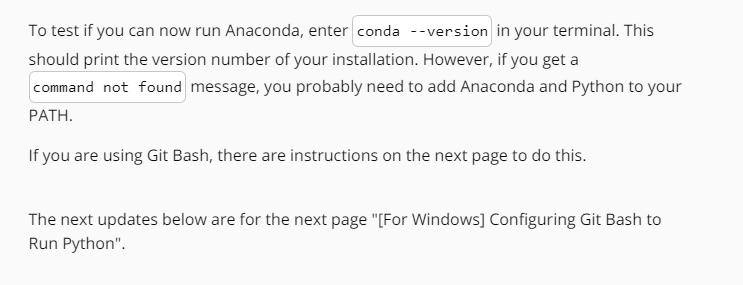 To test if you can now run Anaconda, enter conda --version in your terminal. This
should print the version number of your installation. However, if you get a
command not found message, you probably need to add Anaconda and Python to your
PATH.
If you are using Git Bash, there are instructions on the next page to do this.
The next updates below are for the next page "[For Windows] Configuring Git Bash to
Run Python".